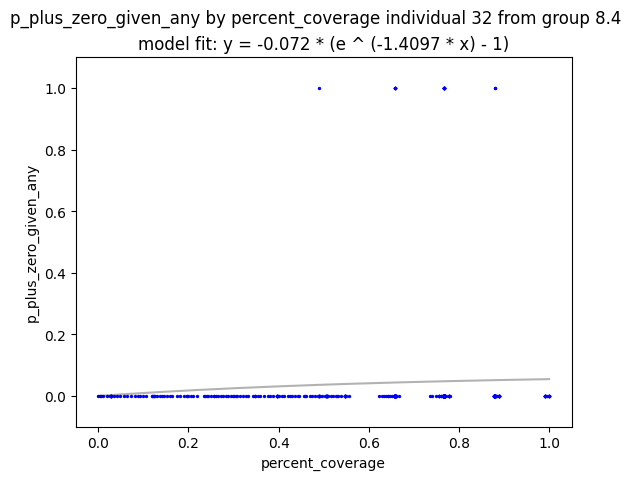 p_plus_zero_given_any by percent_coverage individual 32 from group 8.4
model fit: y = -0.072 * (e ^ (-1.4097 * x) - 1)
1.0
0.8
0.6
0.4
0.2
0.0
p_plus_zero_given_any
0.0 0.2 0.4 0.6 0.8 1.0
percent_coverage